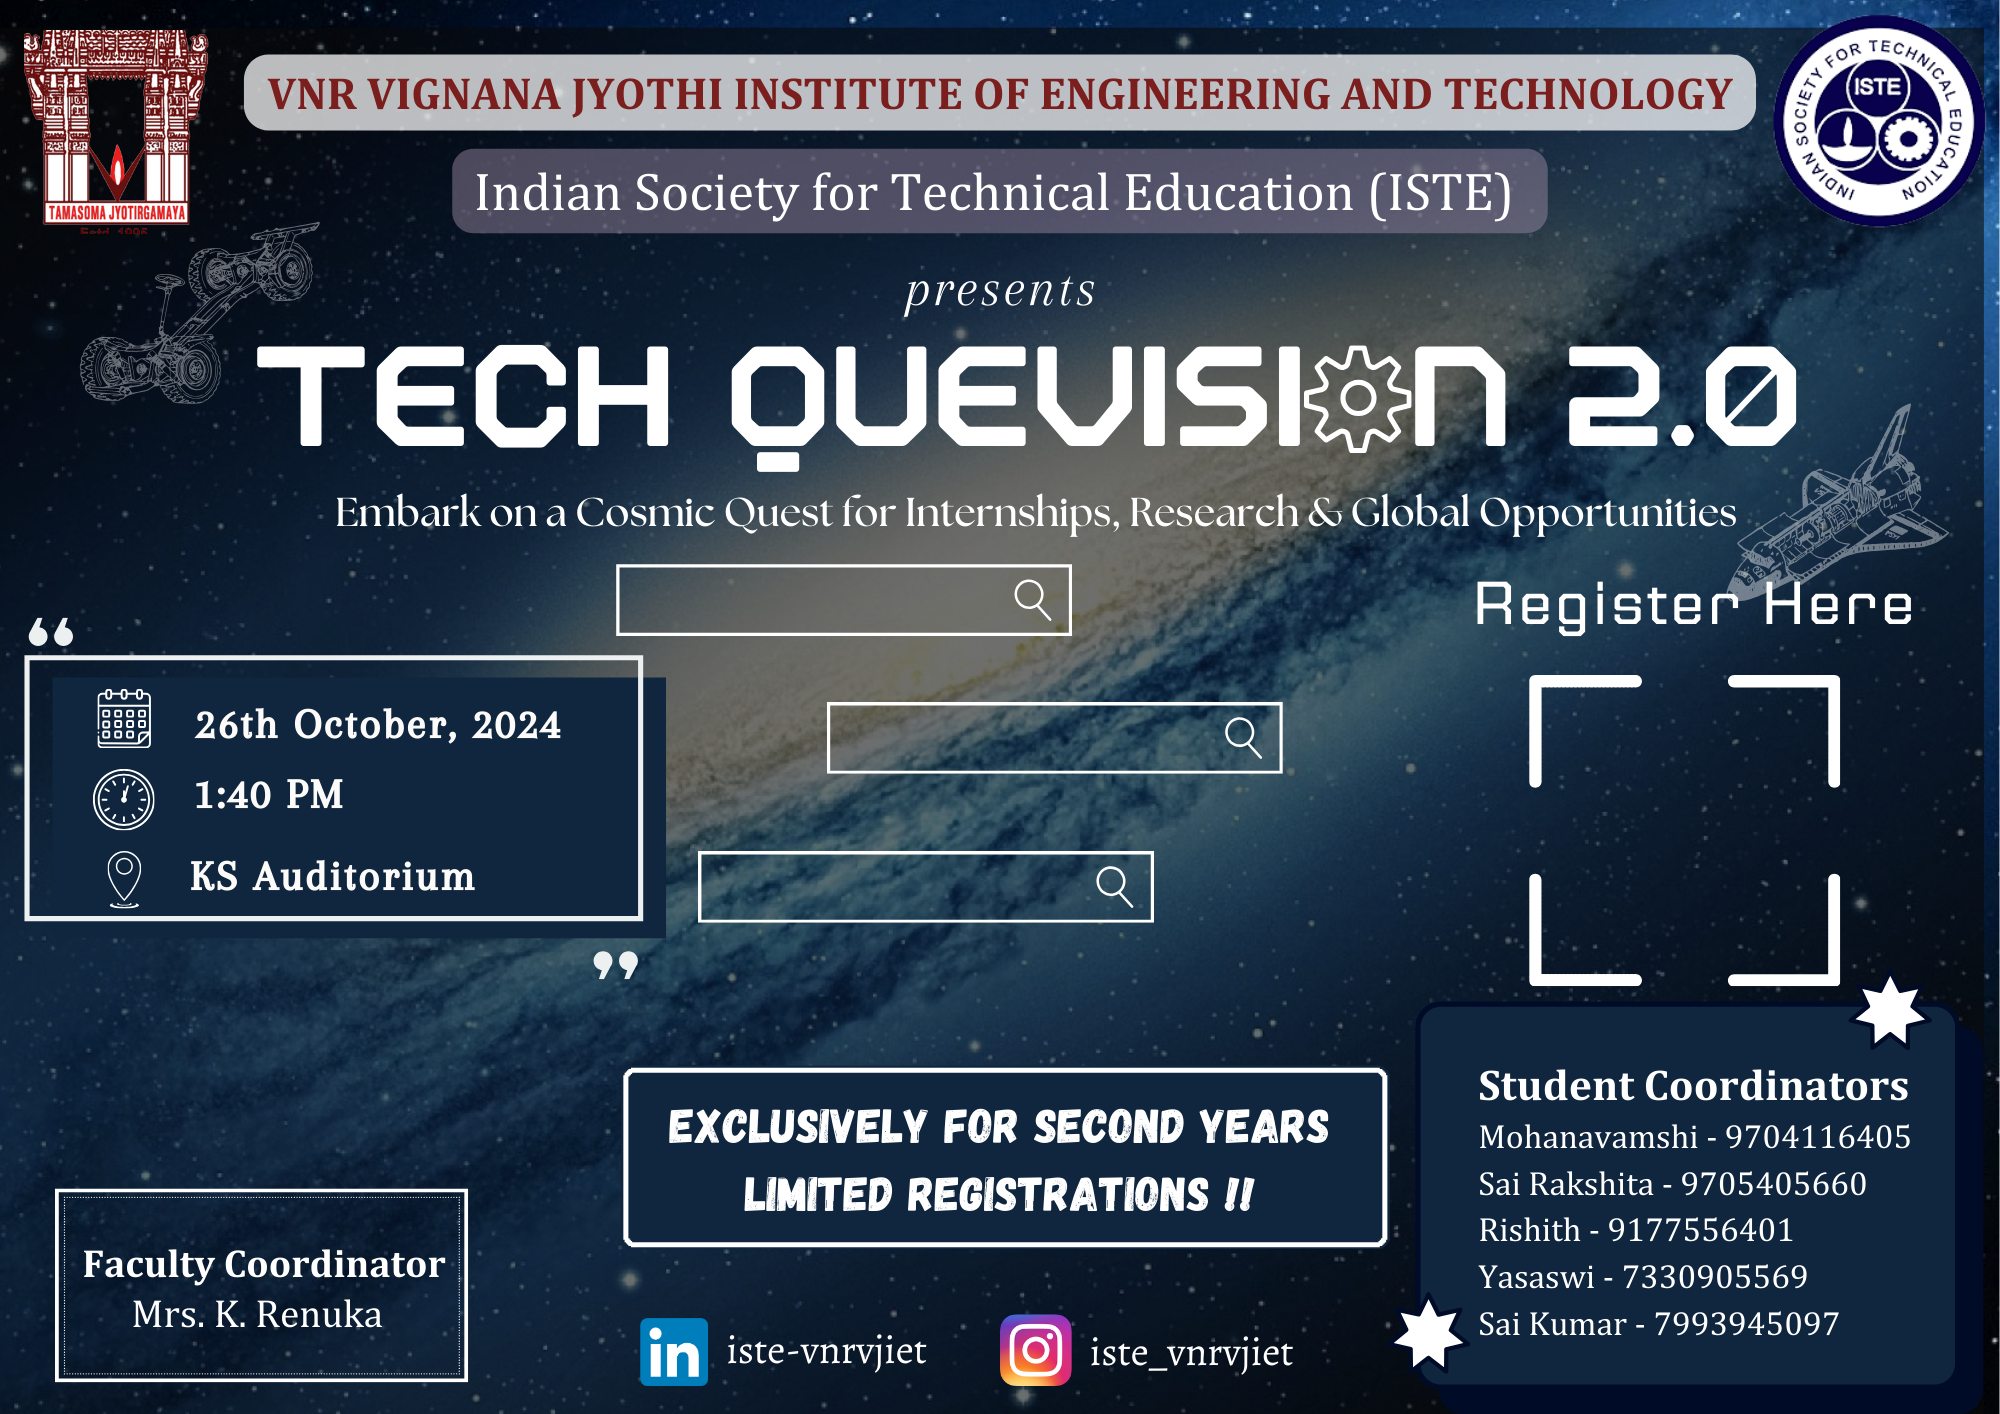 VNR VIGNANA JYOTHI INSTITUTE OF ENGINEERING AND TECHNOLOGY
TAMASOMA JYOTIRGAMAYA
Estd. 1995
INDIAN SOCIETY FOR TECHNICAL EDUCATION
ISTE
Indian Society for Technical Education (ISTE)
presents
TECH QUEVISION 2.0
Embark on a Cosmic Quest for Internships, Research & Global Opportunities
Register Here
“
26th October, 2024
1:40 PM
KS Auditorium
”
EXCLUSIVELY FOR SECOND YEARS
LIMITED REGISTRATIONS !!
Student Coordinators
Mohanavamshi - 9704116405
Sai Rakshita - 9705405660
Rishith - 9177556401
Yasaswi - 7330905569
Sai Kumar - 7993945097
Faculty Coordinator
Mrs. K. Renuka
in iste-vnrvjiet
iste_vnrvjiet